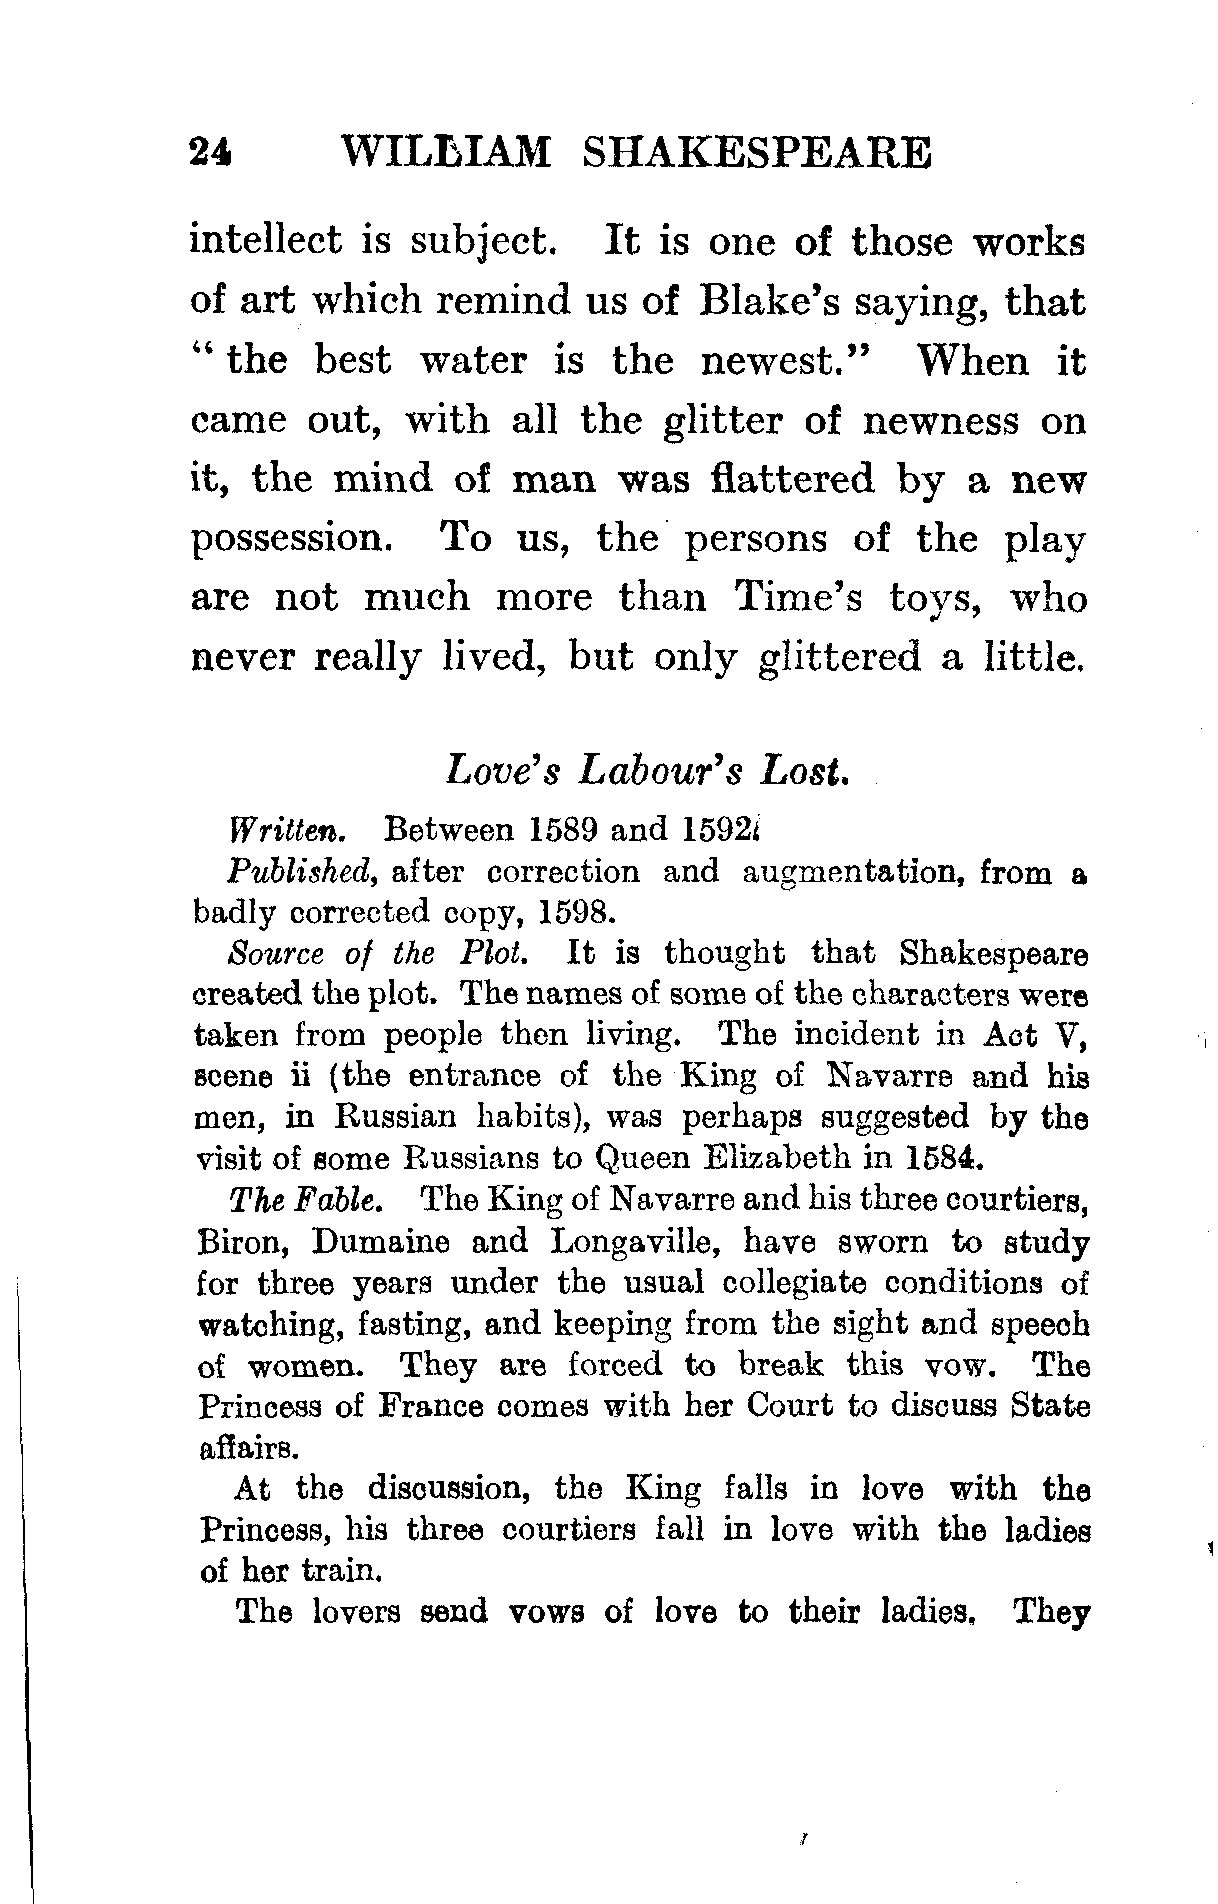 24 WILLIAM SHAKESPEARE
intellect is subject. It is one of those works
of art which remind us of Blake's saying, that
“ the best water is the newest.” When it
came out, with all the glitter of newness on
it, the mind of man was flattered by a new
possession. To us, the persons of the play
are not much more than Time's toys, who
never really lived, but only glittered a little.
Love's Labour's Lost.
Written. Between 1589 and 1592.
Published, after correction and augmentation, from a
badly corrected copy, 1598.
Source of the Plot. It is thought that Shakespeare
created the plot. The names of some of the characters were
taken from people then living. The incident in Act V,
scene ii (the entrance of the King of Navarre and his
men, in Russian habits), was perhaps suggested by the
visit of some Russians to Queen Elizabeth in 1584.
The Fable. The King of Navarre and his three courtiers,
Biron, Dumaine and Longaville, have sworn to study
for three years under the usual collegiate conditions of
watching, fasting, and keeping from the sight and speech
of women. They are forced to break this vow. The
Princess of France comes with her Court to discuss State
affairs.
At the discussion, the King falls in love with the
Princess, his three courtiers fall in love with the ladies
of her train.
The lovers send vows of love to their ladies. They